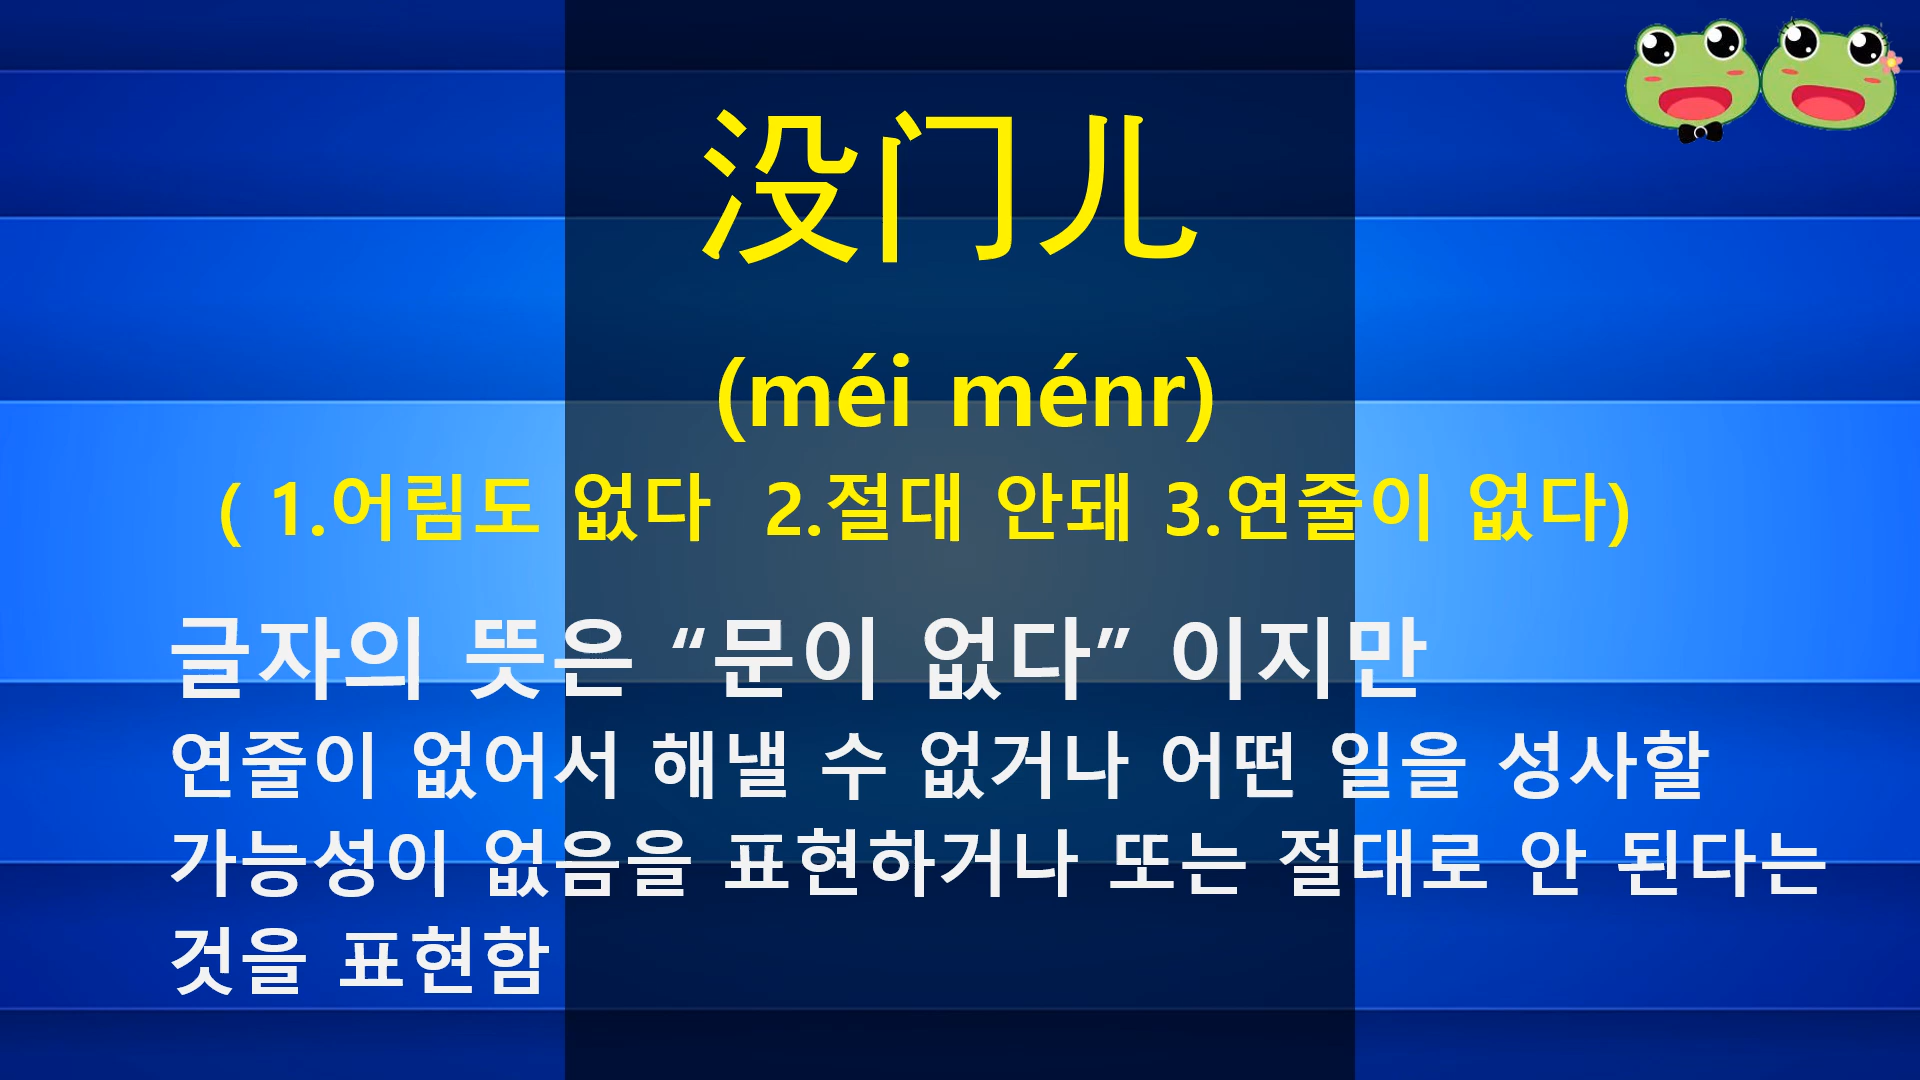 没门儿
(méi ménr)
( 1.어림도 없다 2.절대 안돼 3.연줄이 없다)
글자의 뜻은 “문이 없다” 이지만
연줄이 없어서 해낼 수 없거나 어떤 일을 성사할
가능성이 없음을 표현하거나 또는 절대로 안 된다는
것을 표현함